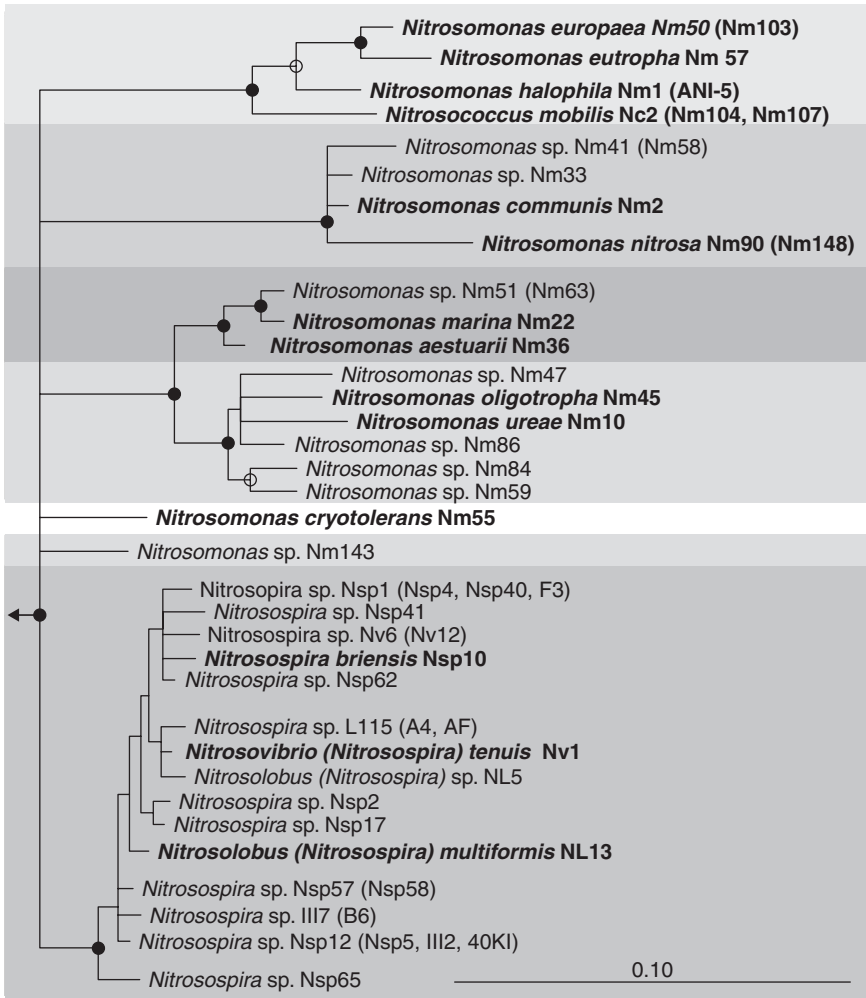 Nitrosomonas europaea Nm50 (Nm103)
Nitrosomonas eutropha Nm 57
Nitrosomonas halophila Nm1 (ANI-5)
Nitrosococcus mobilis Nc2 (Nm104, Nm107)
Nitrosomonas sp. Nm41 (Nm58)
Nitrosomonas sp. Nm33
Nitrosomonas communis Nm2
Nitrosomonas nitrosa Nm90 (Nm148)
Nitrosomonas sp. Nm51 (Nm63)
Nitrosomonas marina Nm22
Nitrosomonas aestuarii Nm36
Nitrosomonas sp. Nm47
Nitrosomonas oligotropha Nm45
Nitrosomonas ureae Nm10
Nitrosomonas sp. Nm86
Nitrosomonas sp. Nm84
Nitrosomonas sp. Nm59
Nitrosomonas cryotolerans Nm55
Nitrosomonas sp. Nm143
Nitrosopira sp. Nsp1 (Nsp4, Nsp40, F3)
Nitrosospira sp. Nsp41
Nitrosospira sp. Nv6 (Nv12)
Nitrosospira briensis Nsp10
Nitrosospira sp. Nsp62
Nitrosospira sp. L115 (A4, AF)
Nitrosovibrio (Nitrosospira) tenuis Nv1
Nitrosolobus (Nitrosospira) sp. NL5
Nitrosospira sp. Nsp2
Nitrosospira sp. Nsp17
Nitrosolobus (Nitrosospira) multiformis NL13
Nitrosospira sp. Nsp57 (Nsp58)
Nitrosospira sp. III7 (B6)
Nitrosospira sp. Nsp12 (Nsp5, III2, 40KI)
Nitrosospira sp. Nsp65
0.10